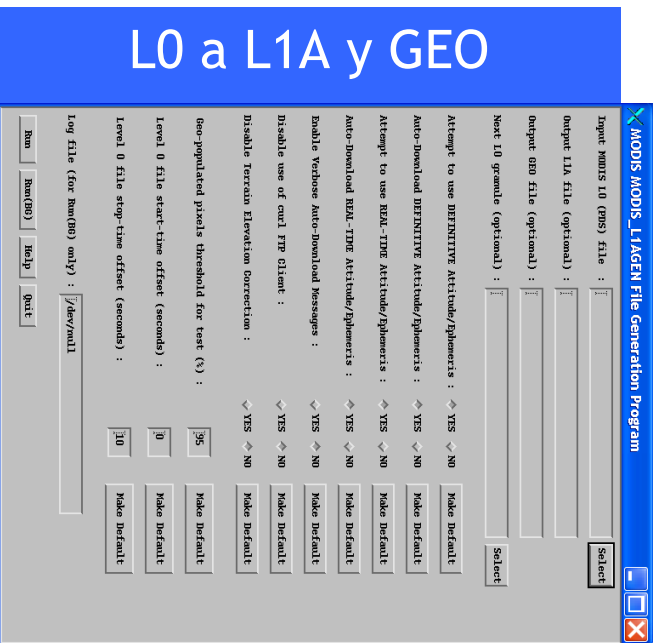 L0 a L1A y GEO
MODIS MODIS_L1AGEN File Generation Program
Input MODIS L0 (PDS) file : Select
Output L1A file (optional) :
Output GEO file (optional) :
Next L0 granule (optional) : Select
Attempt to use DEFINITIVE Attitude/Ephemeris : YES NO Make Default
Auto-Download DEFINITIVE Attitude/Ephemeris : YES NO Make Default
Attempt to use REAL-TIME Attitude/Ephemeris : YES NO Make Default
Auto-Download REAL-TIME Attitude/Ephemeris : YES NO Make Default
Enable Verbose Auto-Download Messages : YES NO Make Default
Disable use of curl FTP Client : YES NO Make Default
Disable Terrain Elevation Correction : YES NO Make Default
Geo-populated pixels threshold for test (%) : 95 Make Default
Level 0 file start-time offset (seconds) : 0 Make Default
Level 0 file stop-time offset (seconds) : 10 Make Default
Log file (for Run(BG) only) : /dev/null
Run Run(BG) Help Quit